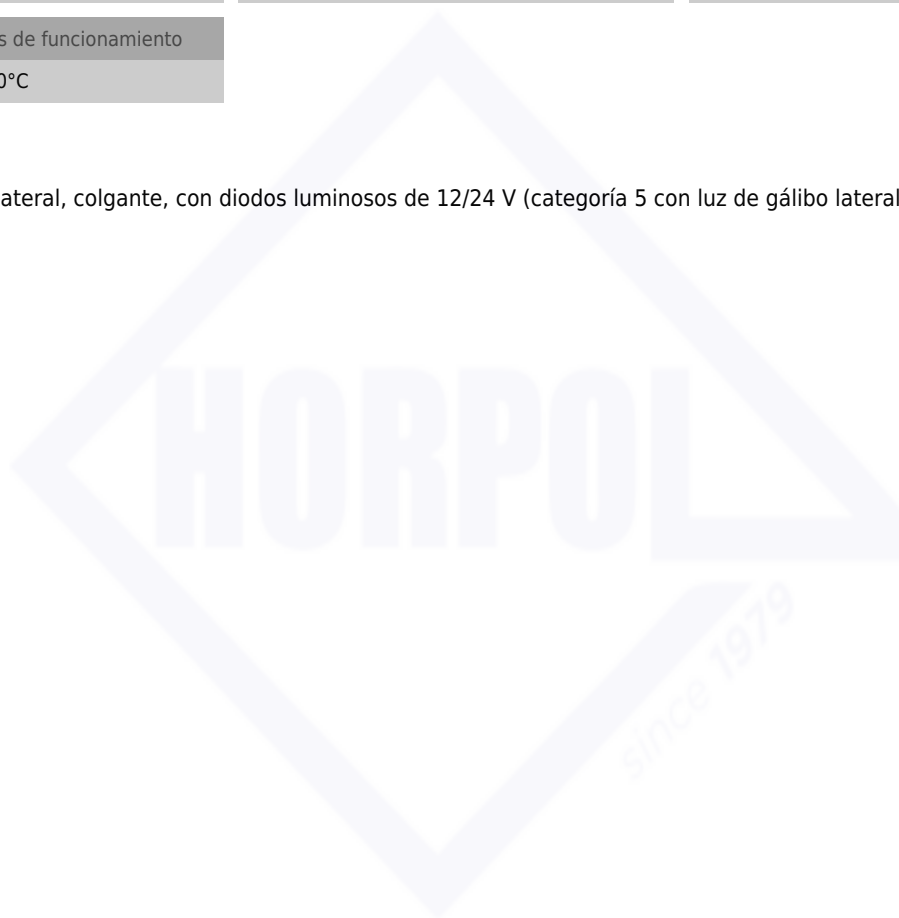 s de funcionamiento
0°C
ateral, colgante, con diodos luminosos de 12/24 V (categoría 5 con luz de gálibo lateral
HORPOL
since 1979